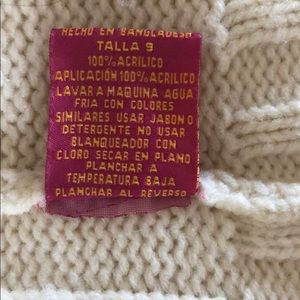 HECHO EN BANGLADESH
TALLA 9
100% ACRILICO
APLICACIÓN 100% ACRILICO
LAVAR A MAQUINA AGUA
FRIA CON COLORES
SIMILARES USAR JABON O
DETERGENTE NO USAR
BLANQUEADOR CON
CLORO SECAR EN PLANO
PLANCHAR A
TEMPERATURA BAJA
PLANCHAR AL REVERSO